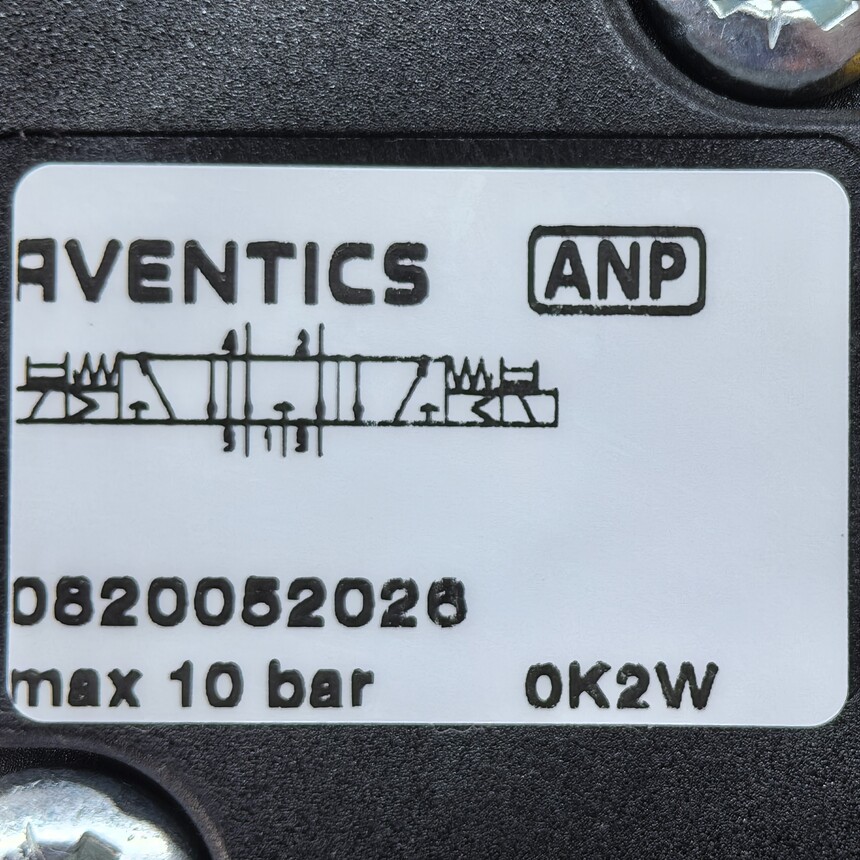 AVENTICS ANP
4 2
5 1 3
0820052026
max 10 bar 0K2W